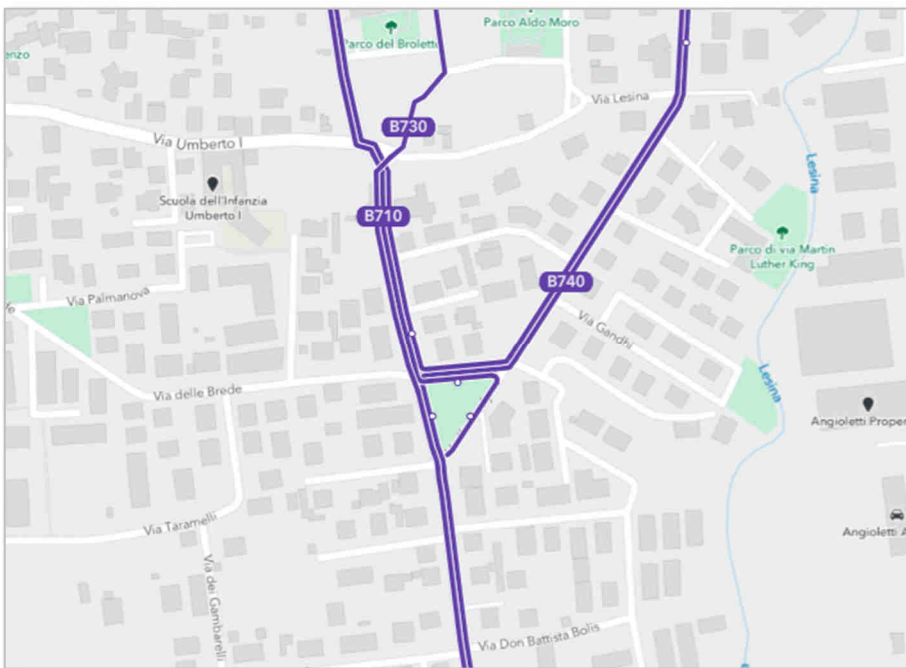 Parco Aldo Moro
Parco del Broletto
enzo
Via Lesina
B730
Via Umberto I
Lesina
Scuola dell'Infanzia
Umberto I
B710
Parco di via Martin
Luther King
B740
Via Palmanova
Via Gandhi
Lesina
Via delle Brede
Angioletti Proper
Via Taramelli
Angioletti A
Via dei Gambarelli
Via Don Battista Bolis